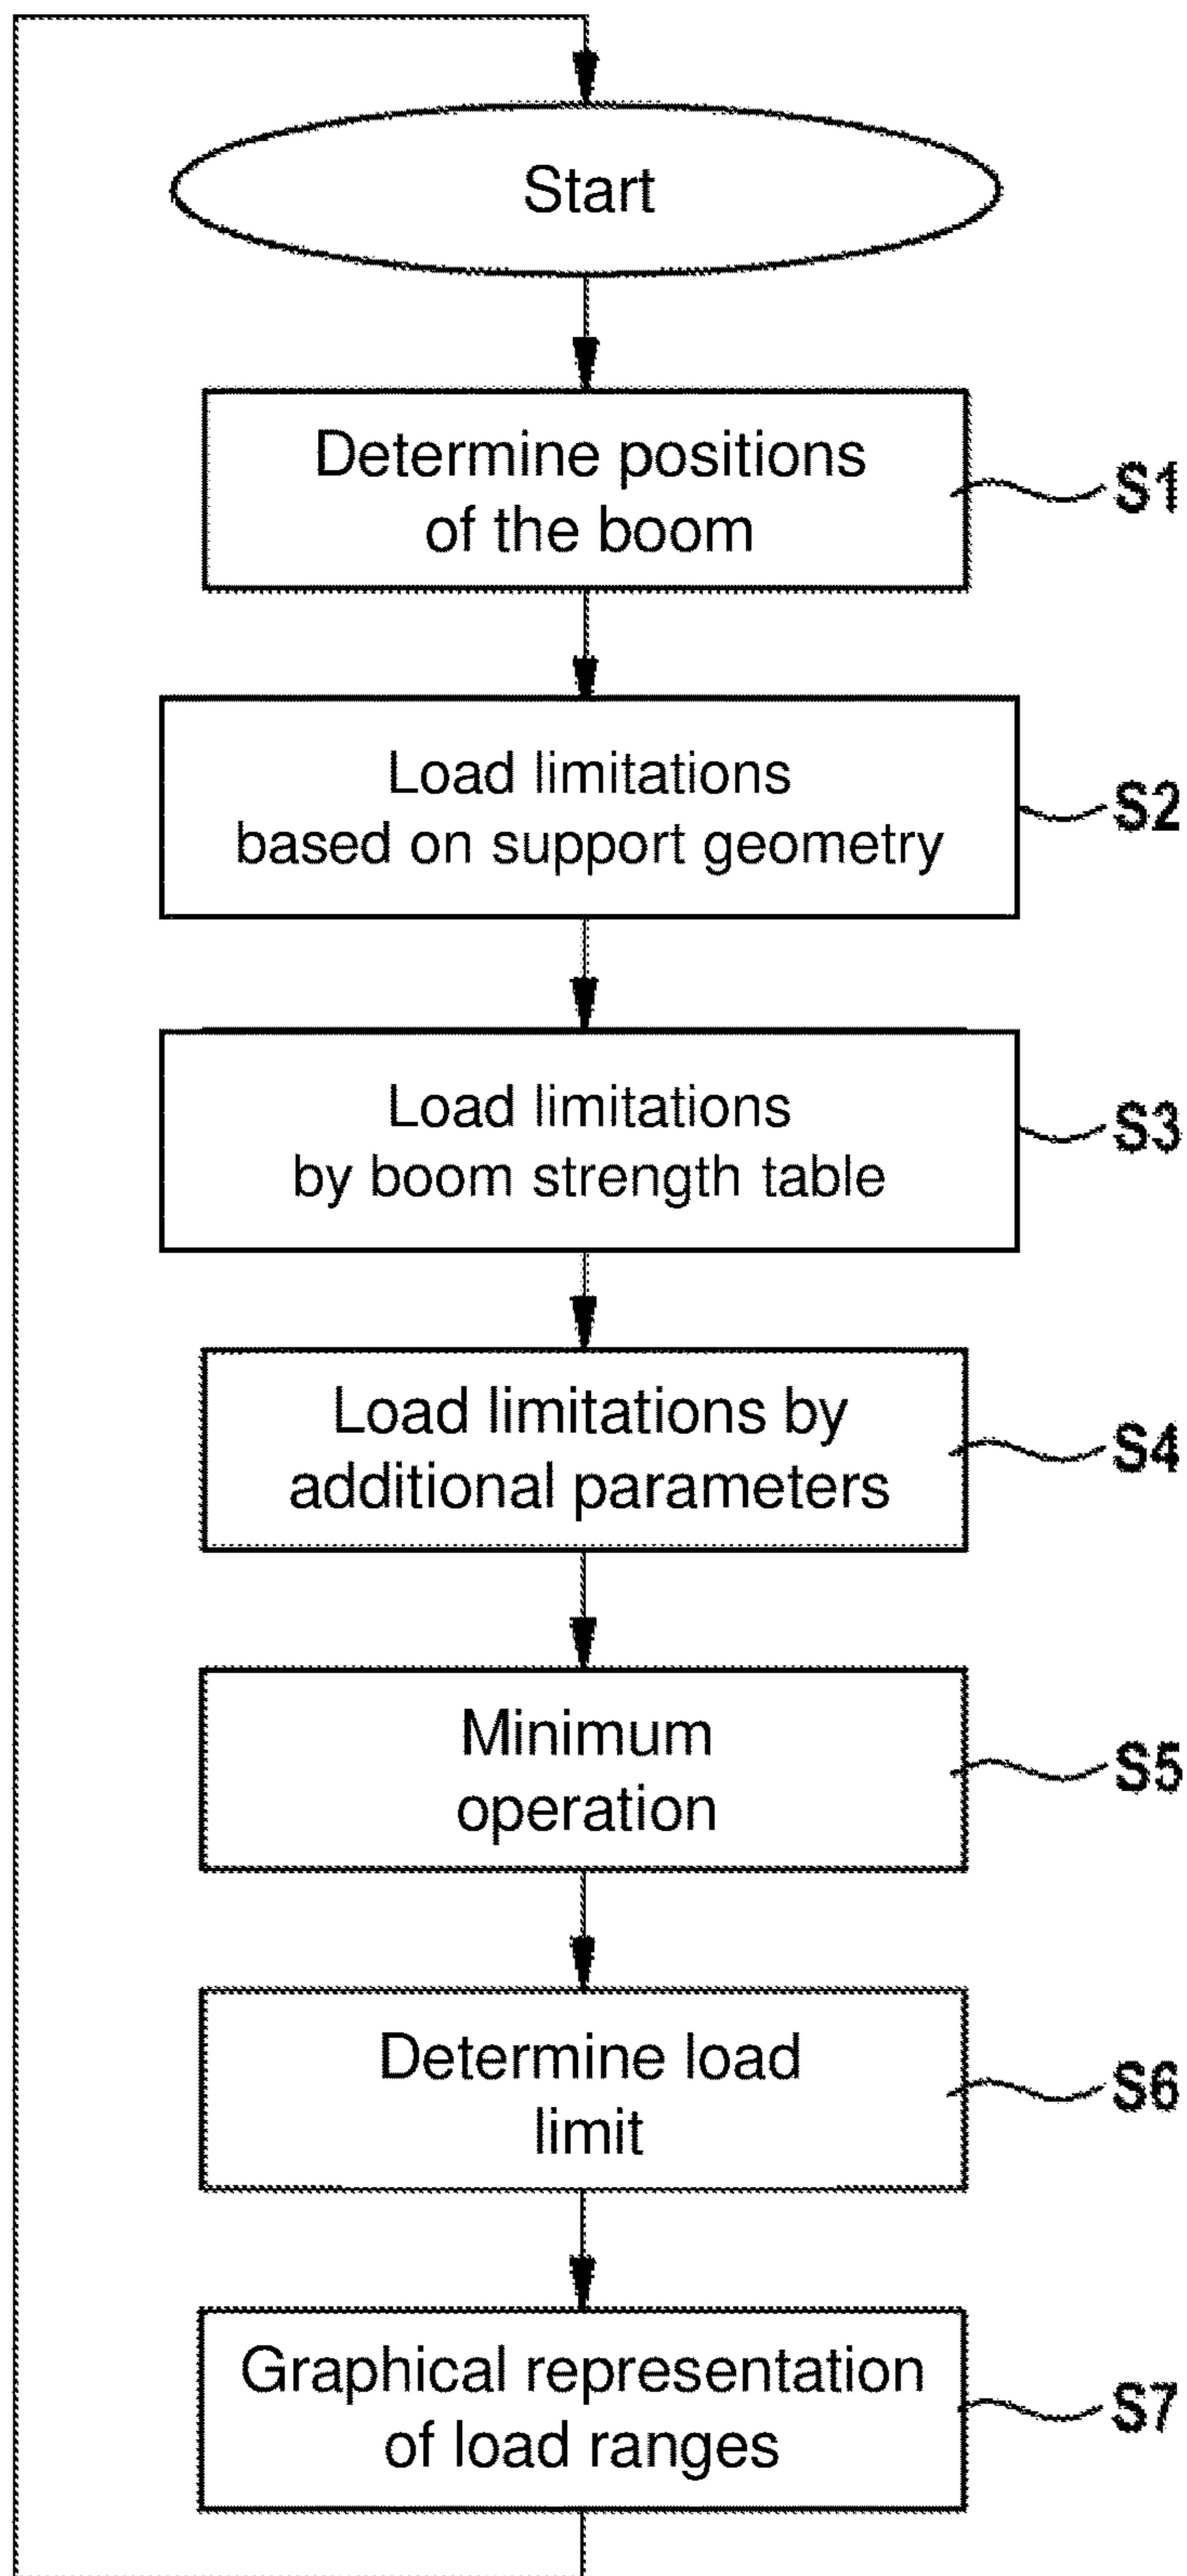 Start
Determine positions
of the boom
S1
Load limitations
based on support geometry
S2
Load limitations
by boom strength table
S3
Load limitations by
additional parameters
S4
Minimum
operation
S5
Determine load
limit
S6
Graphical representation
of load ranges
S7